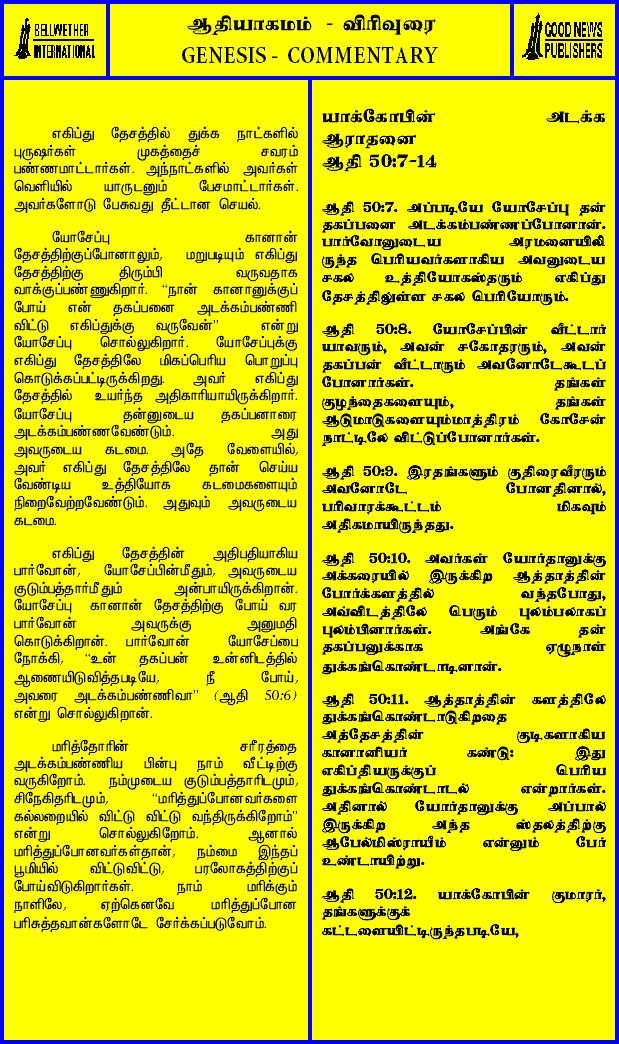 BELLWETHER
INTERNATIONAL
ஆதியாகமம் - விரிவுரை
GENESIS - COMMENTARY
GOOD NEWS
PUBLISHERS
எகிப்து தேசத்தில் துக்க நாட்களில்
புருஷர்கள் முகத்தைச் சவரம்
பண்ணமாட்டார்கள். அந்நாட்களில் அவர்கள்
வெளியில் யாருடனும் பேசமாட்டார்கள்.
அவர்களோடு பேசுவது தீட்டான செயல்.
யோசேப்பு கானான்
தேசத்திற்குப்போனாலும், மறுபடியும் எகிப்து
தேசத்திற்கு திரும்பி வருவதாக
வாக்குப்பண்ணுகிறார். “நான் கானானுக்குப்
போய் என் தகப்பனை அடக்கம்பண்ணி
விட்டு எகிப்துக்கு வருவேன்” என்று
யோசேப்பு சொல்லுகிறார். யோசேப்புக்கு
எகிப்து தேசத்திலே மிகப்பெரிய பொறுப்பு
கொடுக்கப்பட்டிருக்கிறது. அவர் எகிப்து
தேசத்தில் உயர்ந்த அதிகாரியாயிருக்கிறார்.
யோசேப்பு தன்னுடைய தகப்பனாரை
அடக்கம்பண்ணவேண்டும். அது
அவருடைய கடமை. அதே வேளையில்,
அவர் எகிப்து தேசத்திலே தான் செய்ய
வேண்டிய உத்தியோக கடமைகளையும்
நிறைவேற்றவேண்டும். அதுவும் அவருடைய
கடமை.
எகிப்து தேசத்தின் அதிபதியாகிய
பார்வோன், யோசேப்பின்மீதும், அவருடைய
குடும்பத்தார்மீதும் அன்பாயிருக்கிறான்.
யோசேப்பு கானான் தேசத்திற்கு போய் வர
பார்வோன் அவருக்கு அனுமதி
கொடுக்கிறான். பார்வோன் யோசேப்பை
நோக்கி, “உன் தகப்பன் உன்னிடத்தில்
ஆணையிடுவித்தபடியே, நீ போய்,
அவரை அடக்கம்பண்ணிவா” (ஆதி 50:6)
என்று சொல்லுகிறான்.
மரித்தோரின் சரீரத்தை
அடக்கம்பண்ணிய பின்பு நாம் வீட்டிற்கு
வருகிறோம். நம்முடைய குடும்பத்தாரிடமும்,
சிநேகிதரிடமும், “மரித்துப்போனவர்களை
கல்லறையில் விட்டு விட்டு வந்திருக்கிறோம்”
என்று சொல்லுகிறோம். ஆனால்
மரித்துப்போனவர்கள்தான், நம்மை இந்தப்
பூமியில் விட்டுவிட்டு, பரலோகத்திற்குப்
போய்விடுகிறார்கள். நாம் மரிக்கும்
நாளிலே, ஏற்கெனவே மரித்துப்போன
பரிசுத்தவான்களோடே சேர்க்கப்படுவோம்.
யாக்கோபின் அடக்க
ஆராதனை
ஆதி 50:7-14
ஆதி 50:7. அப்படியே யோசேப்பு தன்
தகப்பனை அடக்கம்பண்ணப்போனான்.
பார்வோனுடைய அரமனையிலி
ருந்த பெரியவர்களாகிய அவனுடைய
சகல உத்தியோகஸ்தரும் எகிப்து
தேசத்திலுள்ள சகல பெரியோரும்.
ஆதி 50:8. யோசேப்பின் வீட்டார்
யாவரும், அவன் சகோதரரும், அவன்
தகப்பன் வீட்டாரும் அவனோடேகூடப்
போனார்கள். தங்கள்
குழந்தைகளையும், தங்கள்
ஆடுமாடுகளையும்மாத்திரம் கோசேன்
நாட்டிலே விட்டுப்போனார்கள்.
ஆதி 50:9. இரதங்களும் குதிரைவீரரும்
அவனோடே போனதினால்,
பரிவாரக்கூட்டம் மிகவும்
அதிகமாயிருந்தது.
ஆதி 50:10. அவர்கள் யோர்தானுக்கு
அக்கரையில் இருக்கிற ஆத்தாத்தின்
போர்க்களத்தில் வந்தபோது,
அவ்விடத்திலே பெரும் புலம்பலாகப்
புலம்பினார்கள். அங்கே தன்
தகப்பனுக்காக ஏழுநாள்
துக்கங்கொண்டாடினான்.
ஆதி 50:11. ஆத்தாத்தின் களத்திலே
துக்கங்கொண்டாடுகிறதை
அத்தேசத்தின் குடிகளாகிய
கானானியர் கண்டு: இது
எகிப்தியருக்குப் பெரிய
துக்கங்கொண்டாடல் என்றார்கள்.
அதினால் யோர்தானுக்கு அப்பால்
இருக்கிற அந்த ஸ்தலத்திற்கு
ஆபேல்மிஸ்ராயீம் என்னும் பேர்
உண்டாயிற்று.
ஆதி 50:12. யாக்கோபின் குமாரர்,
தங்களுக்குக்
கட்டளையிட்டிருந்தபடியே,